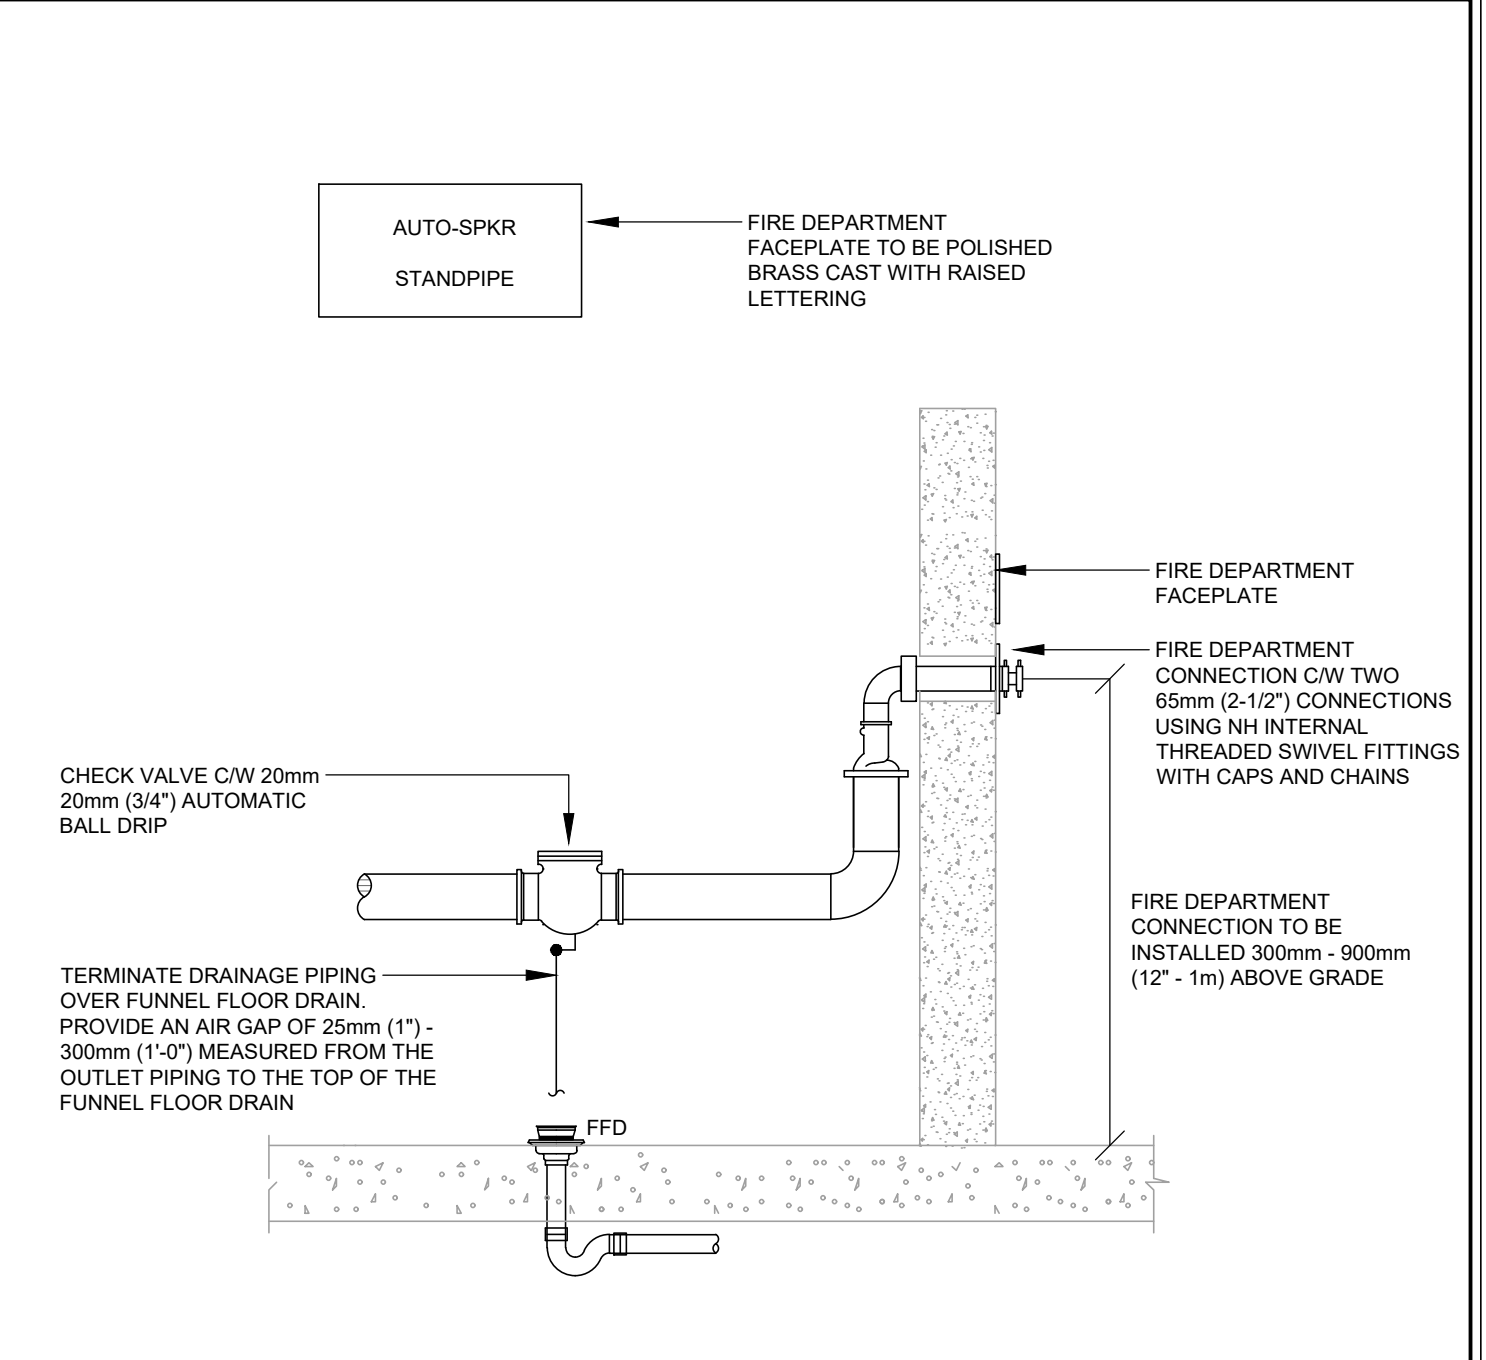 AUTO-SPKR
STANDPIPE
FIRE DEPARTMENT
FACEPLATE TO BE POLISHED
BRASS CAST WITH RAISED
LETTERING
FIRE DEPARTMENT
FACEPLATE
FIRE DEPARTMENT
CONNECTION C/W TWO
65mm (2-1/2") CONNECTIONS
USING NH INTERNAL
THREADED SWIVEL FITTINGS
WITH CAPS AND CHAINS
CHECK VALVE C/W 20mm
20mm (3/4") AUTOMATIC
BALL DRIP
FIRE DEPARTMENT
CONNECTION TO BE
INSTALLED 300mm - 900mm
(12" - 1m) ABOVE GRADE
TERMINATE DRAINAGE PIPING
OVER FUNNEL FLOOR DRAIN.
PROVIDE AN AIR GAP OF 25mm (1") -
300mm (1'-0") MEASURED FROM THE
OUTLET PIPING TO THE TOP OF THE
FUNNEL FLOOR DRAIN
FFD